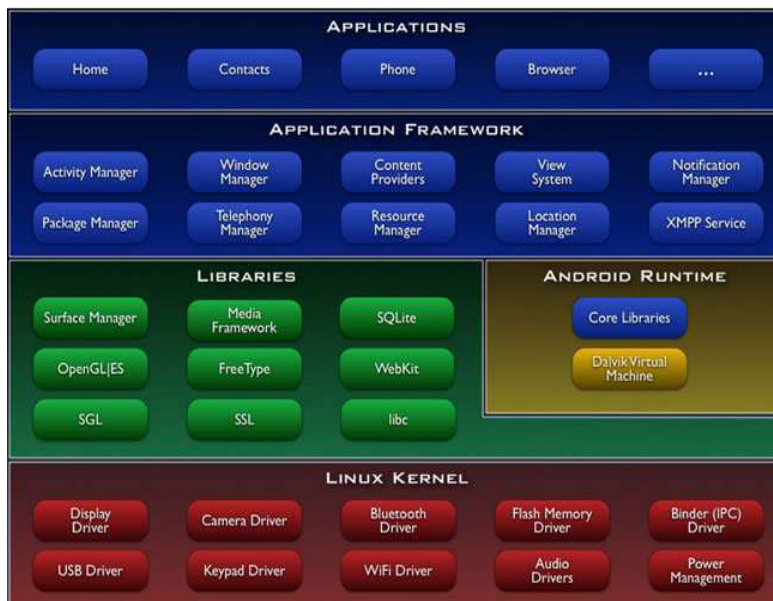 APPLICATIONS
Home
Contacts
Phone
Browser
...
APPLICATION FRAMEWORK
Activity Manager
Window
Manager
Content
Providers
View
System
Notification
Manager
Package Manager
Telephony
Manager
Resource
Manager
Location
Manager
XMPP Service
LIBRARIES
Surface Manager
Media
Framework
SQLite
OpenGL|ES
FreeType
WebKit
SGL
SSL
libc
ANDROID RUNTIME
Core Libraries
Dalvik Virtual
Machine
LINUX KERNEL
Display
Driver
Camera Driver
Bluetooth
Driver
Flash Memory
Driver
Binder (IPC)
Driver
USB Driver
Keypad Driver
WiFi Driver
Audio
Drivers
Power
Management